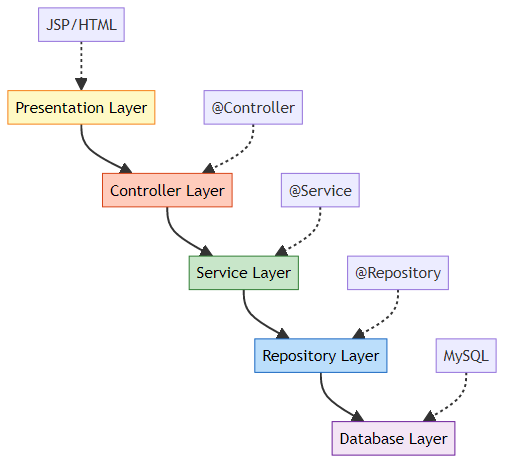 JSP/HTML
Presentation Layer
@Controller
Controller Layer
@Service
Service Layer
@Repository
Repository Layer
MySQL
Database Layer